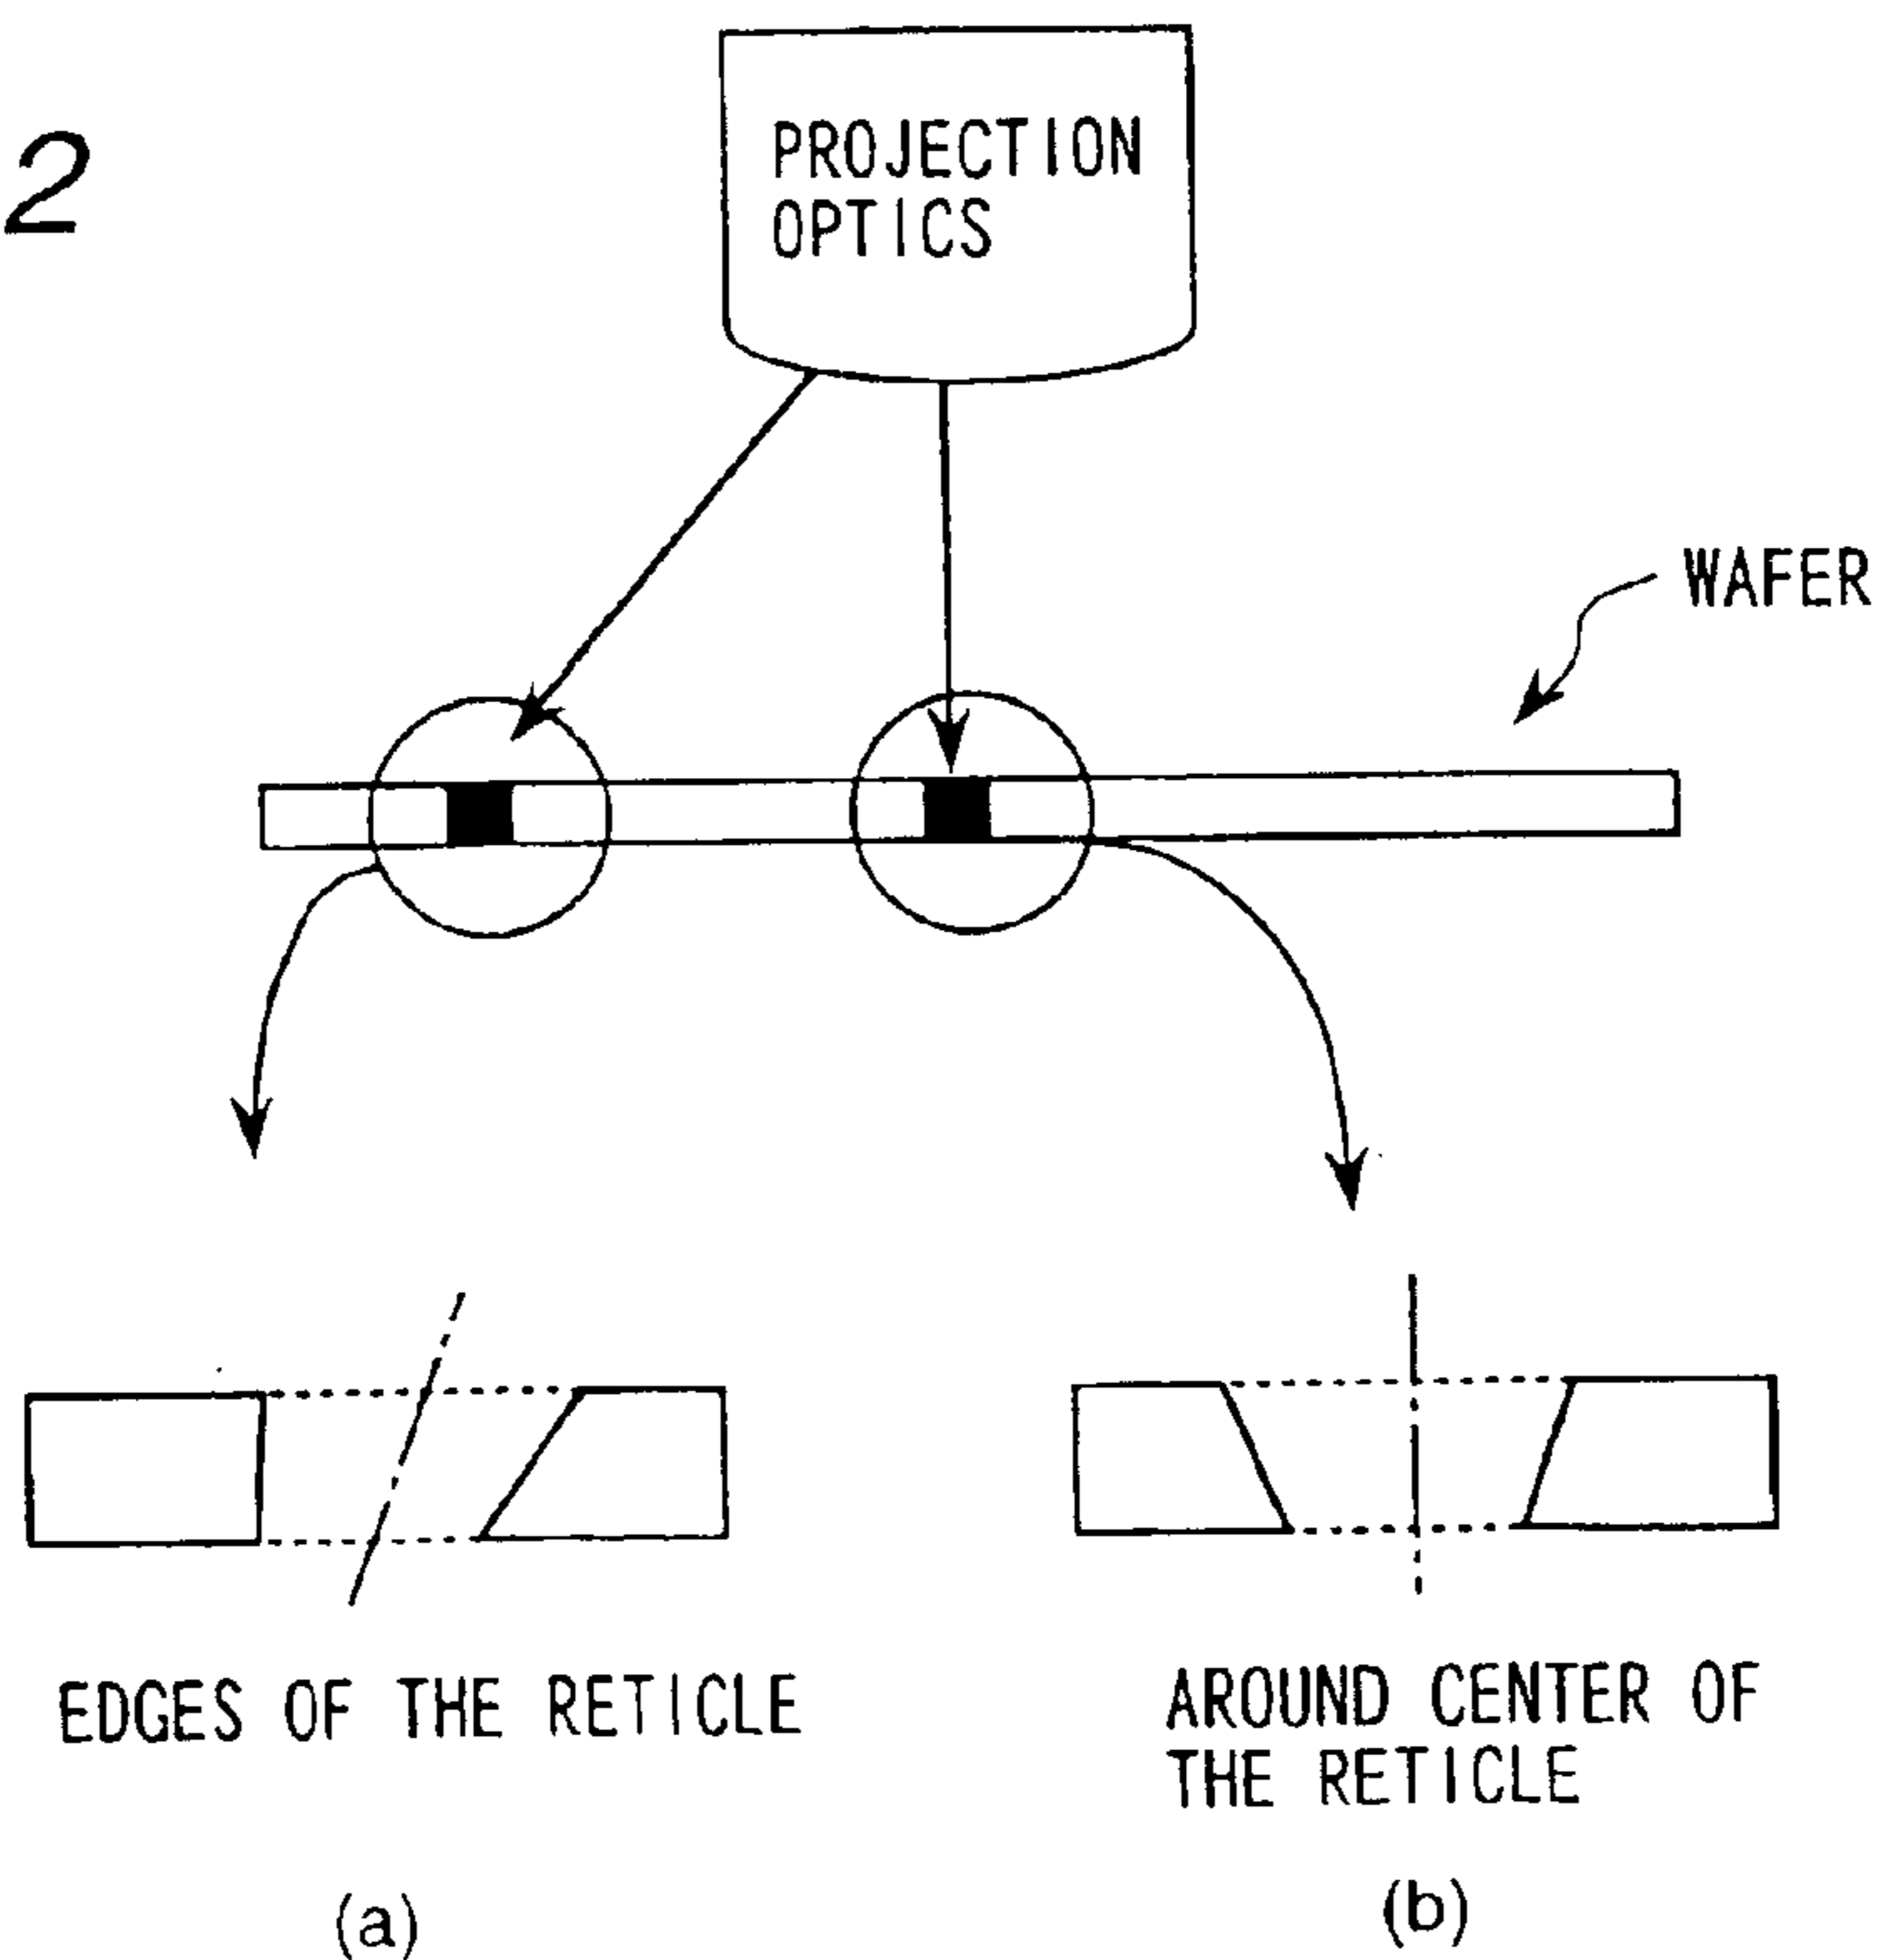 2
PROJECTION
OPTICS
WAFER
EDGES OF THE RETICLE
AROUND CENTER OF
THE RETICLE
(a)
(b)